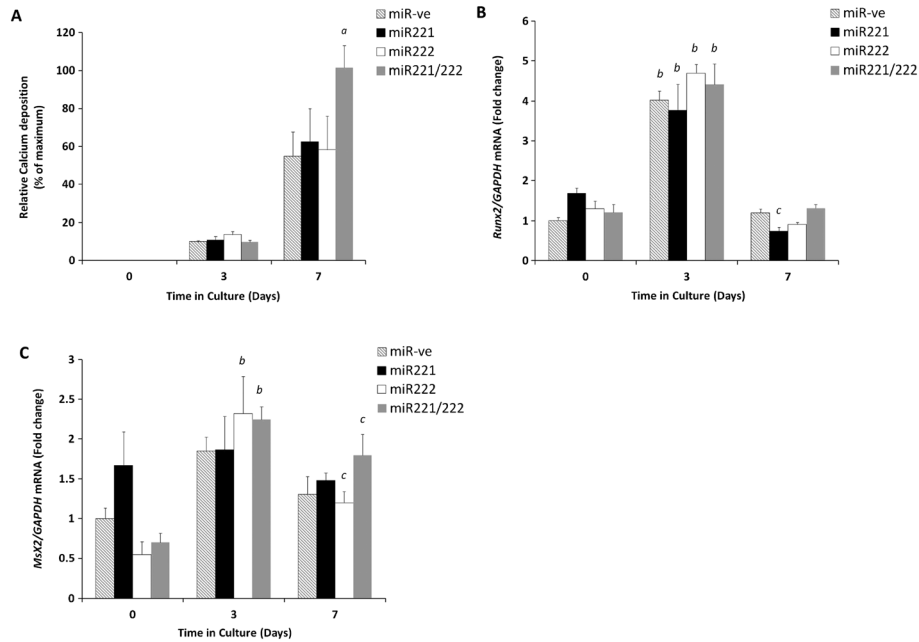 A
Relative Calcium deposition
(% of maximum)
120
100
80
60
40
20
0
a
0 3 7
Time in Culture (Days)
miR-ve
miR221
miR222
miR221/222
B
Runx2/GAPDH mRNA (Fold change)
6
5
4
3
2
1
0
b b b b
c
0 3 7
Time in Culture (Days)
miR-ve
miR221
miR222
miR221/222
C
MsX2/GAPDH mRNA (Fold change)
3
2.5
2
1.5
1
0.5
0
b b
c c
0 3 7
Time in Culture (Days)
miR-ve
miR221
miR222
miR221/222